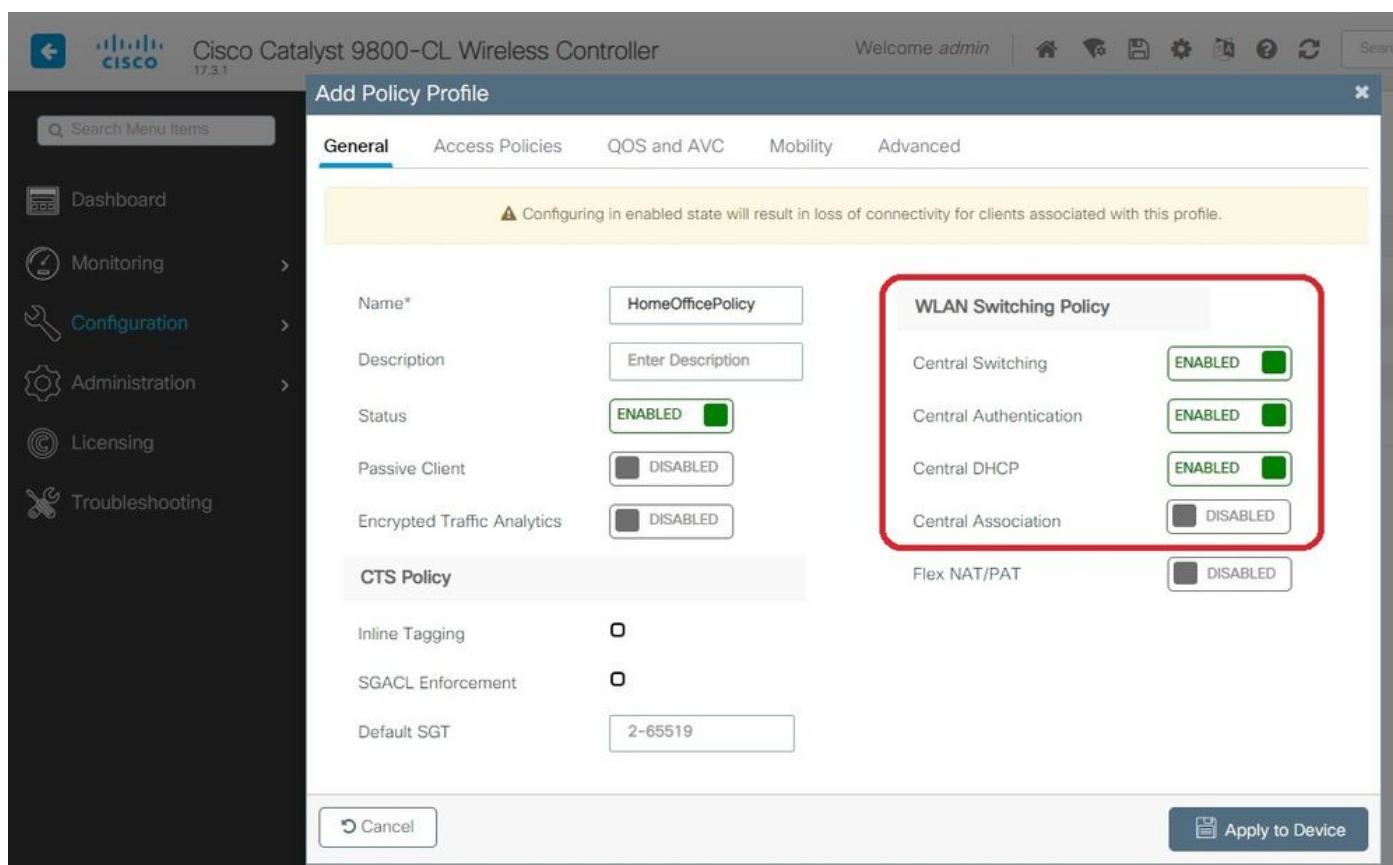 CISCO
Cisco Catalyst 9800-CL Wireless Controller
17.3.1
Welcome admin
Search Menu Items
Dashboard
Monitoring
Configuration
Administration
Licensing
Troubleshooting
Add Policy Profile
General Access Policies QOS and AVC Mobility Advanced
Configuring in enabled state will result in loss of connectivity for clients associated with this profile.
Name* HomeOfficePolicy
Description Enter Description
Status ENABLED
Passive Client DISABLED
Encrypted Traffic Analytics DISABLED
CTS Policy
Inline Tagging
SGACL Enforcement
Default SGT 2-65519
WLAN Switching Policy
Central Switching ENABLED
Central Authentication ENABLED
Central DHCP ENABLED
Central Association DISABLED
Flex NAT/PAT DISABLED
Cancel
Apply to Device